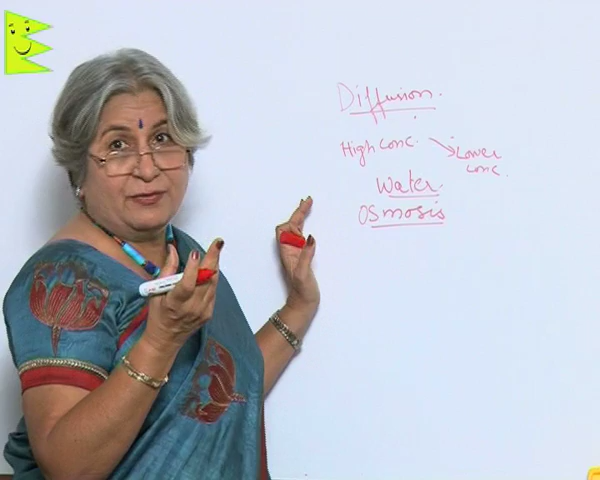 Diffusion.
High conc. → Lower
conc.
Water.
Osmosis